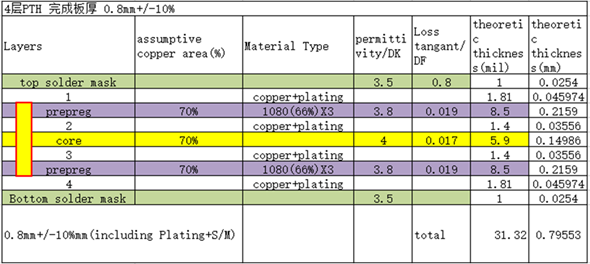 4层PTH 完成板厚 0.8mm+/-10%
Layers assumptive copper area(%) Material Type permittivity/DK Loss tangant/DF theoretic thickness(mil) theoretic thickness(mm)
top solder mask 3.5 0.8 1 0.0254
1 copper+plating 1.81 0.045974
prepreg 70% 1080(66%)X3 3.8 0.019 8.5 0.2159
2 copper+plating 1.4 0.03556
core 70% 4 0.017 5.9 0.14986
3 copper+plating 1.4 0.03556
prepreg 70% 1080(66%)X3 3.8 0.019 8.5 0.2159
4 copper+plating 1.81 0.045974
Bottom solder mask 3.5 1 0.0254
0.8mm+/-10%mm(including Plating+S/M) total 31.32 0.79553